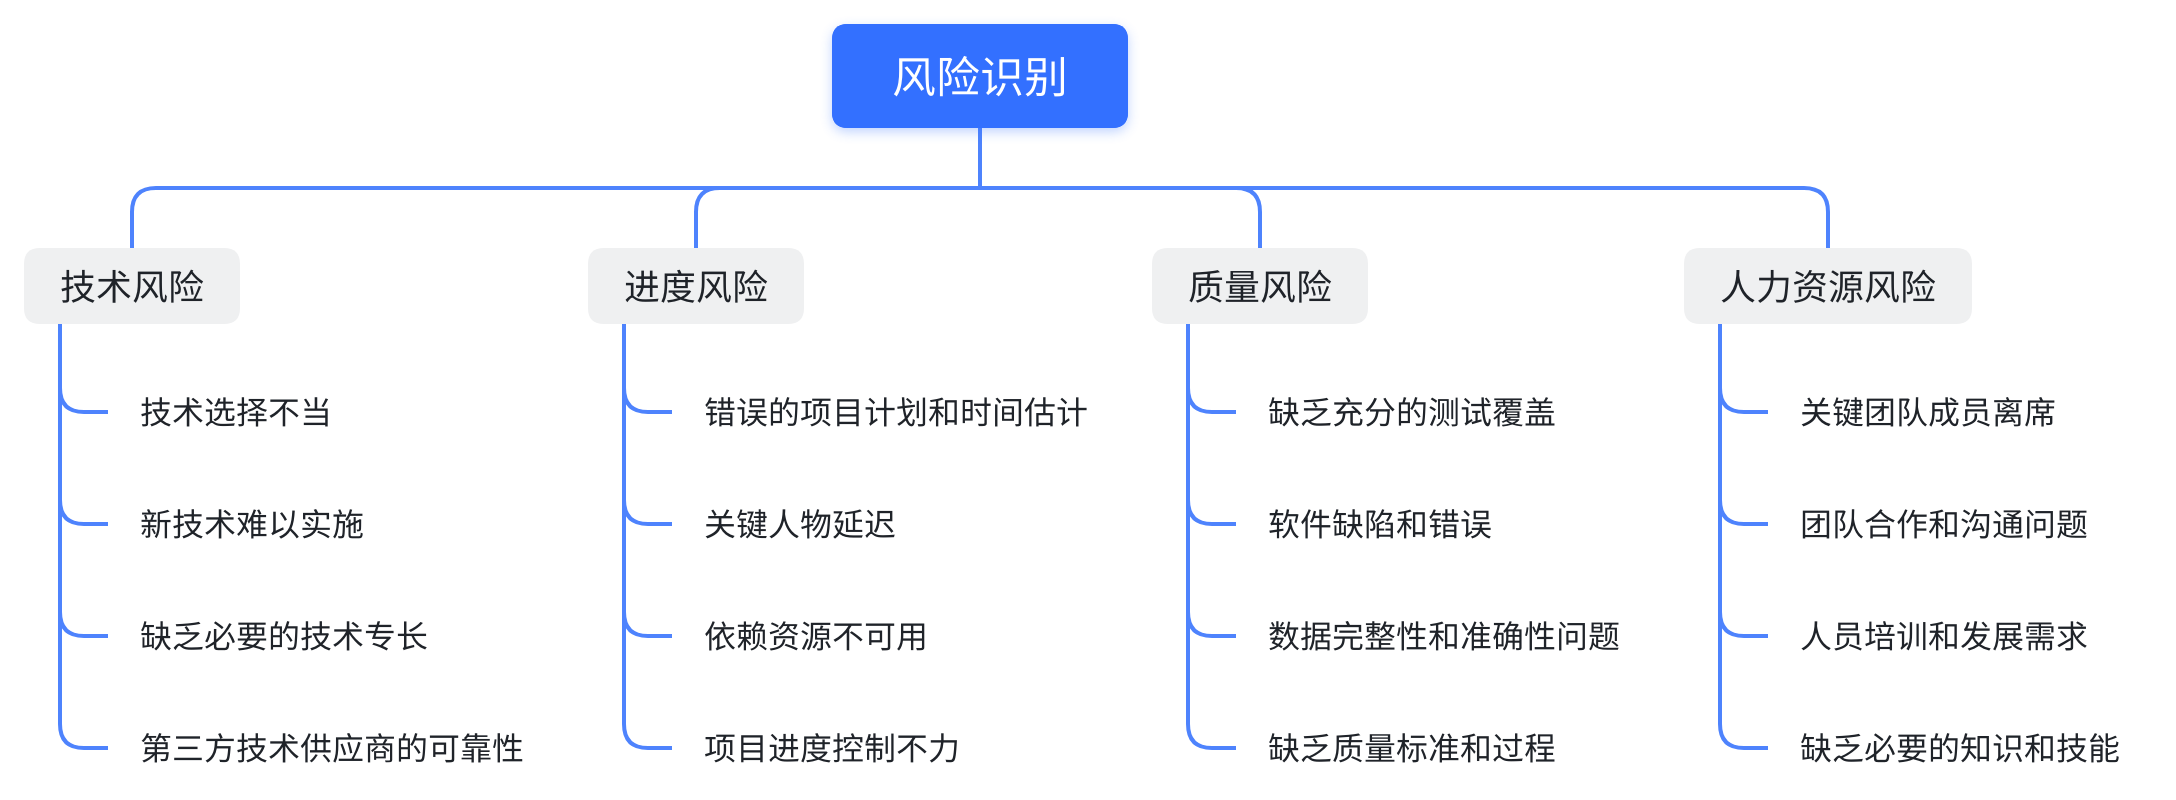 风险识别
技术风险
技术选择不当
新技术难以实施
缺乏必要的技术专长
第三方技术供应商的可靠性
进度风险
错误的项目计划和时间估计
关键人物延迟
依赖资源不可用
项目进度控制不力
质量风险
缺乏充分的测试覆盖
软件缺陷和错误
数据完整性和准确性问题
缺乏质量标准和过程
人力资源风险
关键团队成员离席
团队合作和沟通问题
人员培训和发展需求
缺乏必要的知识和技能